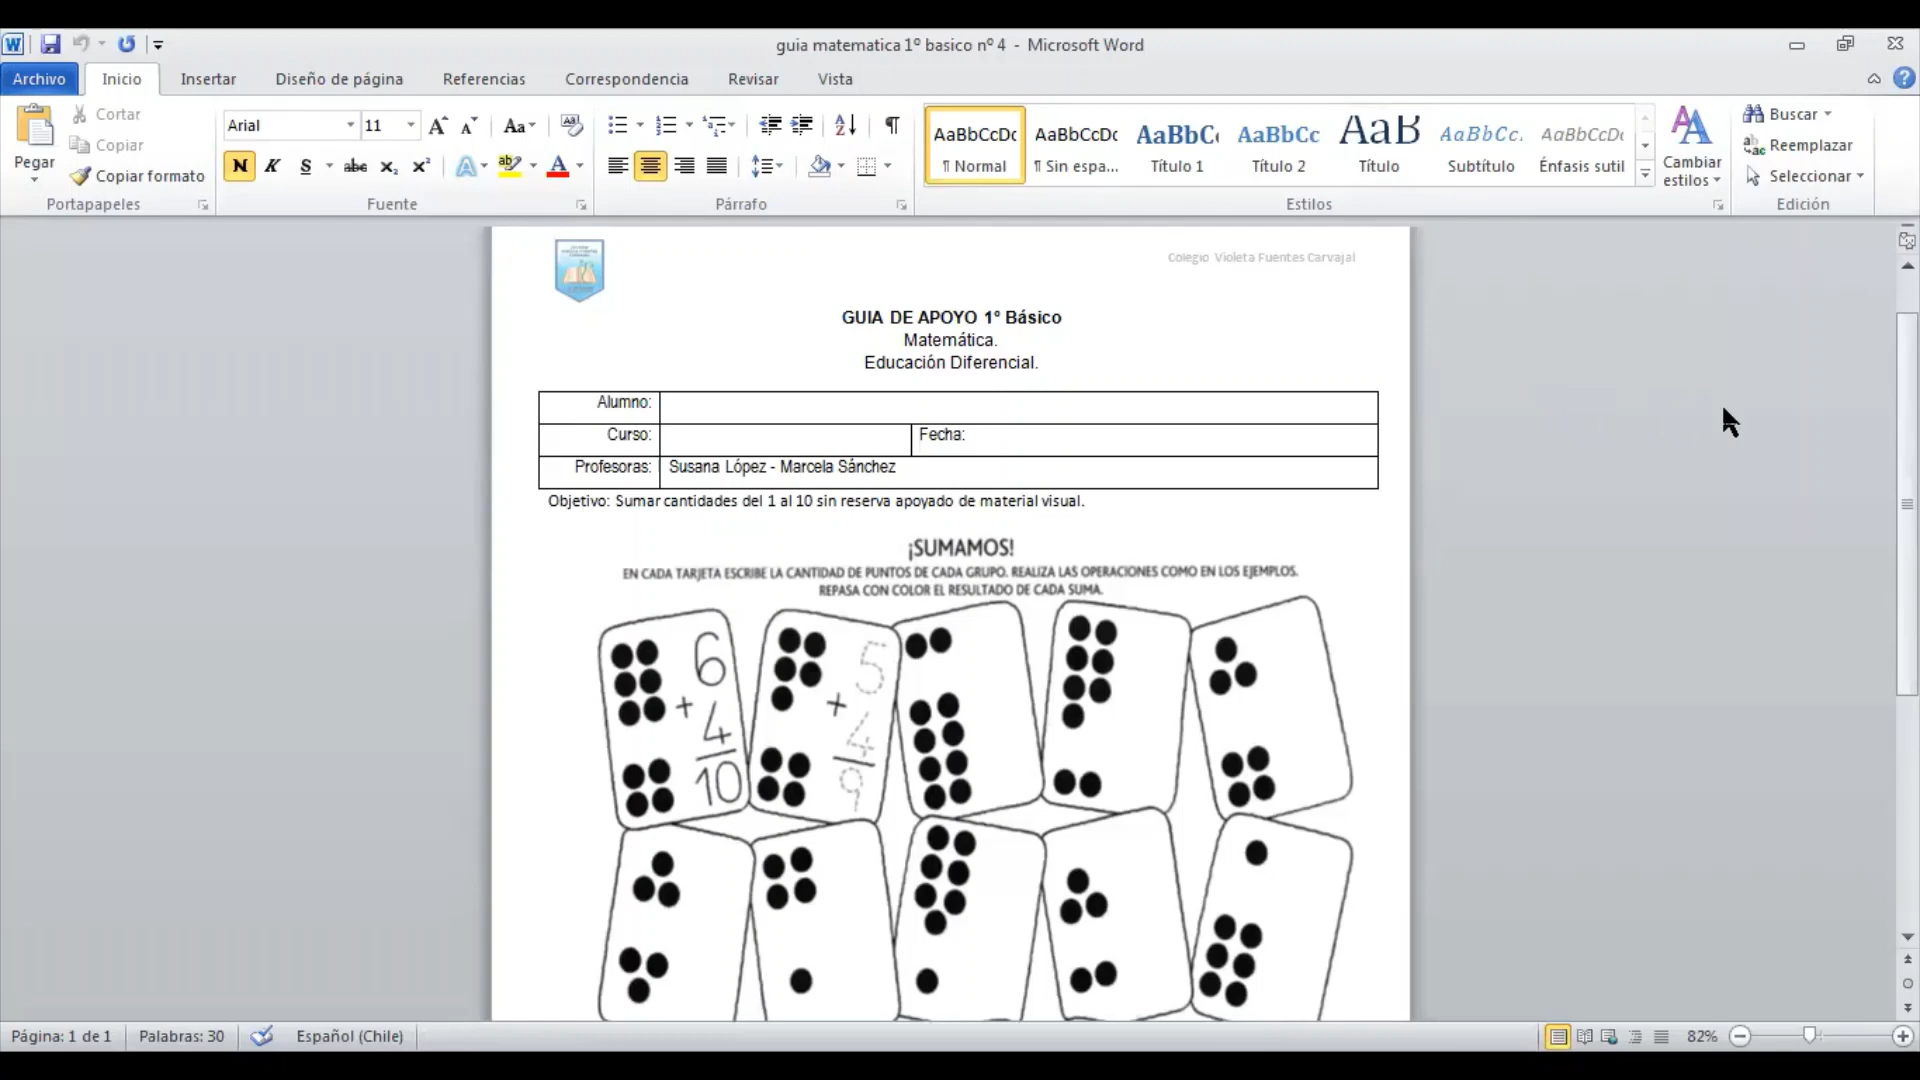 guia matematica 1º basico nº 4 - Microsoft Word
Archivo Inicio Insertar Diseño de página Referencias Correspondencia Revisar Vista
Pegar
Cortar
Copiar
Copiar formato
Portapapeles
Arial 11
Fuente
Párrafo
AaBbCcDc AaBbCcDc AaBbC AaBbCc AaB AaBbCc. AaBbCcDc
¶ Normal ¶ Sin espa... Título 1 Título 2 Título Subtítulo Énfasis sutil
Estilos
Cambiar
estilos
Buscar
Reemplazar
Seleccionar
Edición
Colegio Violeta Fuentes Carvajal
GUIA DE APOYO 1° Básico
Matemática.
Educación Diferencial.
Alumno:
Curso: Fecha:
Profesoras: Susana López - Marcela Sánchez
Objetivo: Sumar cantidades del 1 al 10 sin reserva apoyado de material visual.
¡SUMAMOS!
EN CADA TARJETA ESCRIBE LA CANTIDAD DE PUNTOS DE CADA GRUPO. REALIZA LAS OPERACIONES COMO EN LOS EJEMPLOS.
REPASA CON COLOR EL RESULTADO DE CADA SUMA.
6
+ 4
10
5
+ 4
9
Página: 1 de 1 Palabras: 30 Español (Chile) 82%